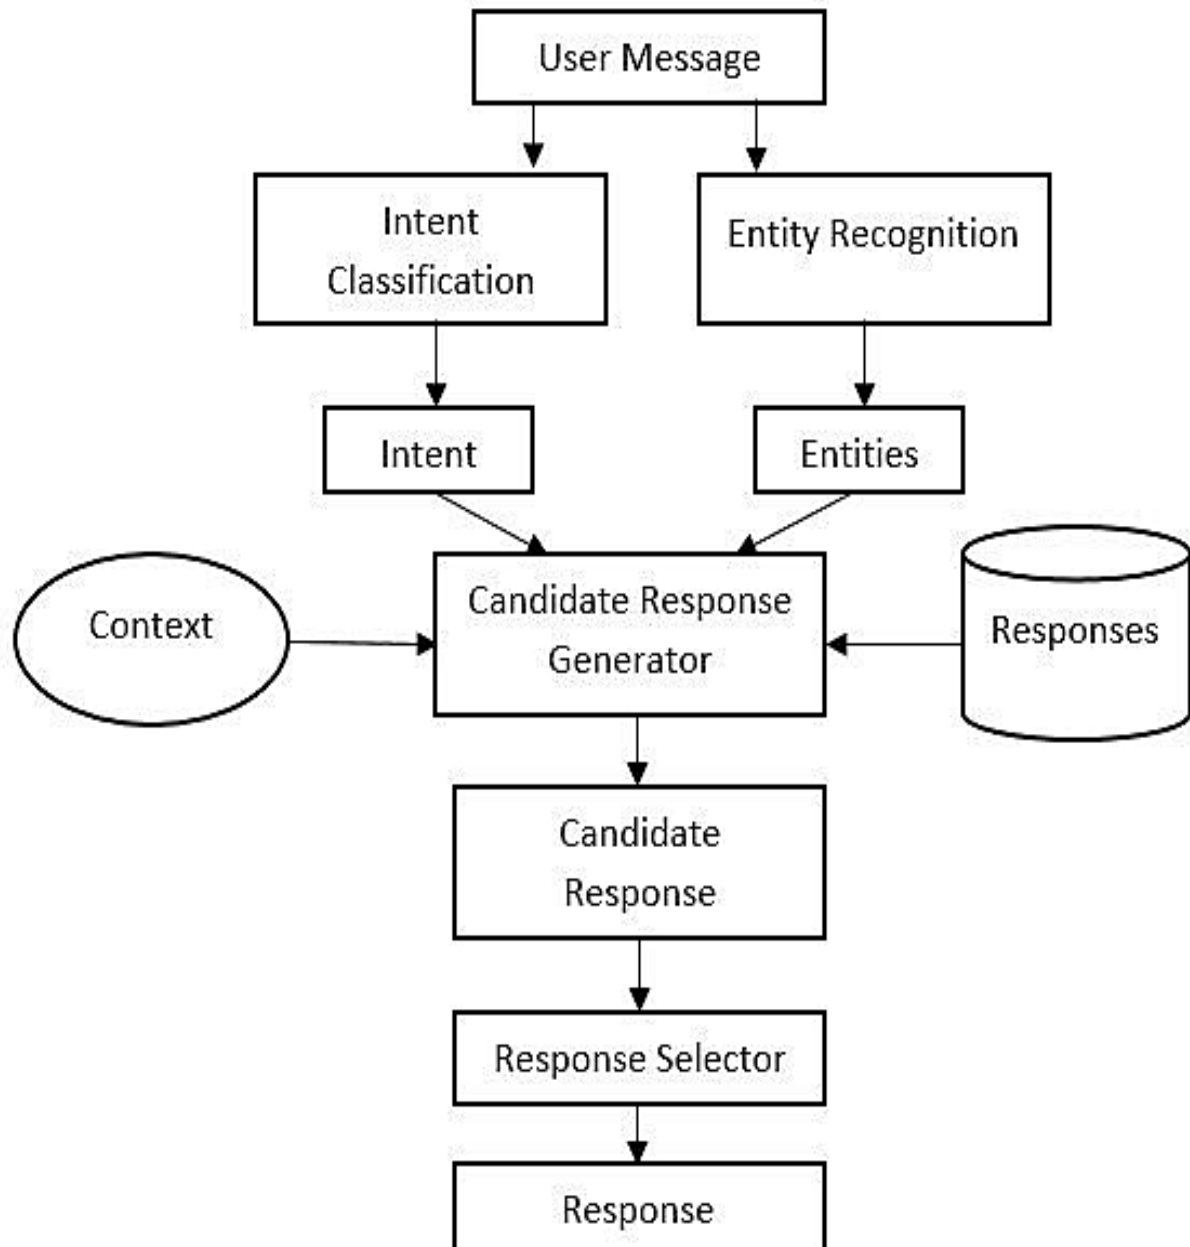 User Message
Intent
Classification
Entity Recognition
Intent
Entities
Context
Candidate Response
Generator
Responses
Candidate
Response
Response Selector
Response